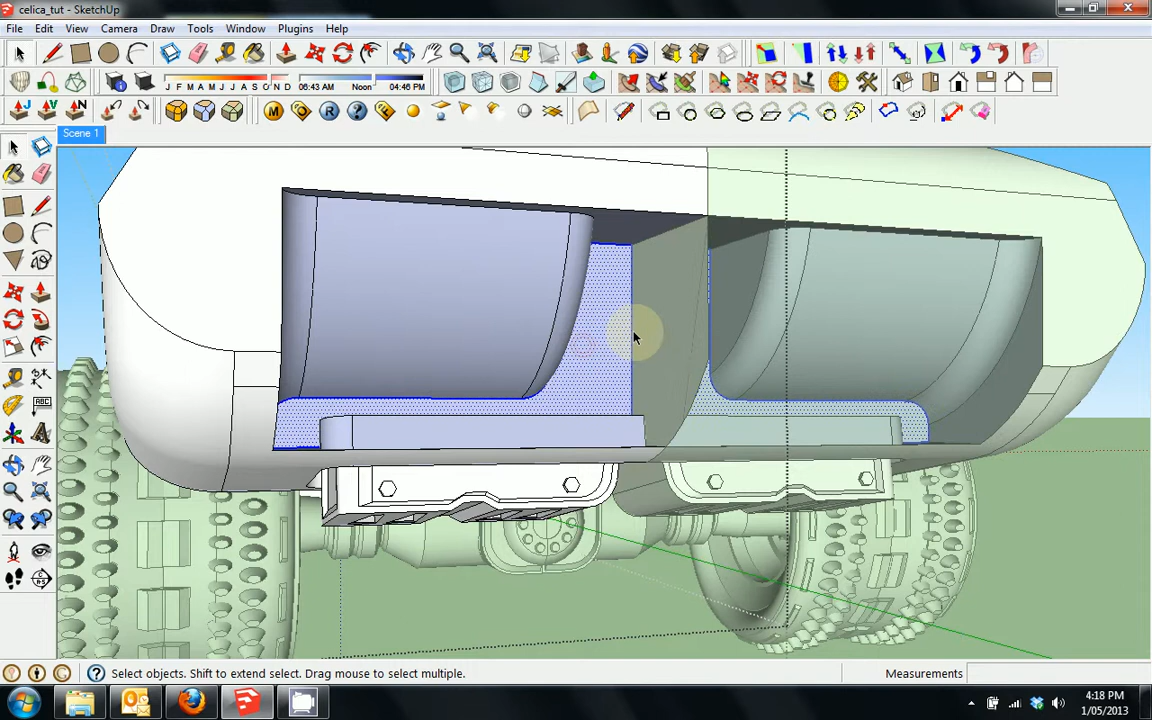 celica_tut - SketchUp
File Edit View Camera Draw Tools Window Plugins Help
J F M A M J J A S O N D 06:43 AM Noon 04:46 PM
J V N M O R ? F
Scene 1
ABC
A
Select objects. Shift to extend select. Drag mouse to select multiple. Measurements
4:18 PM
1/05/2013